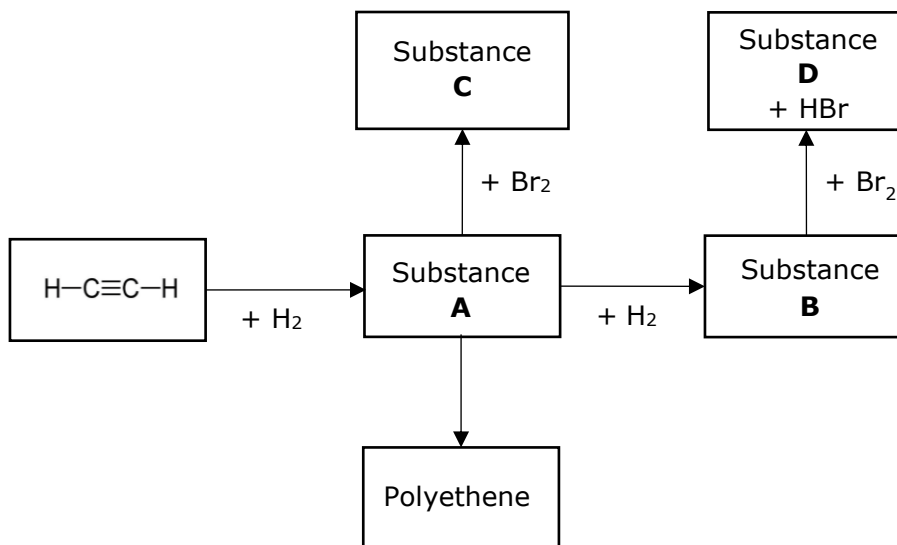 Substance
C
Substance
D
+ HBr
+ Br₂
+ Br₂
H—C≡C—H
+ H₂
Substance
A
+ H₂
Substance
B
Polyethene